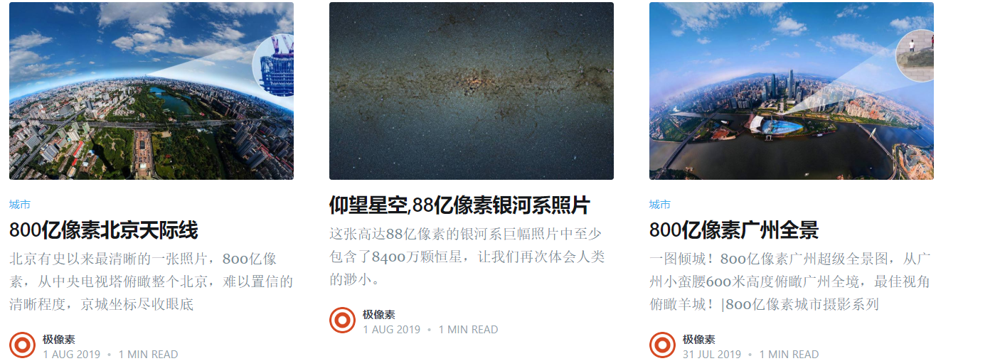 城市
800亿像素北京天际线
北京有史以来最清晰的一张照片，800亿像
素，从中央电视塔俯瞰整个北京，难以置信的
清晰程度，京城坐标尽收眼底
极像素
1 AUG 2019 • 1 MIN READ
仰望星空,88亿像素银河系照片
这张高达88亿像素的银河系巨幅照片中至少
包含了8400万颗恒星，让我们再次体会人类
的渺小。
极像素
1 AUG 2019 • 1 MIN READ
城市
800亿像素广州全景
一图倾城！800亿像素广州超级全景图，从广
州小蛮腰600米高度俯瞰广州全境，最佳视角
俯瞰羊城！|800亿像素城市摄影系列
极像素
31 JUL 2019 • 1 MIN READ